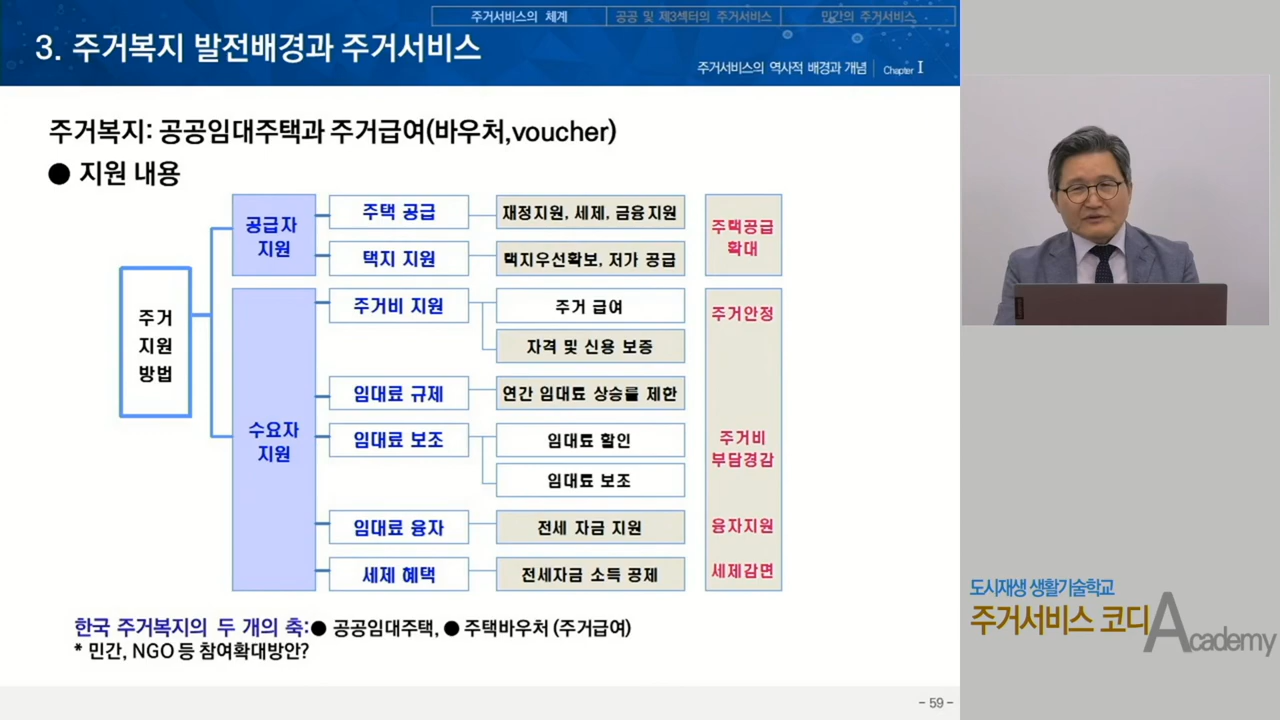 주거서비스의 체계
공공 및 제3섹터의 주거서비스
민간의 주거서비스
3. 주거복지 발전배경과 주거서비스
주거서비스의 역사적 배경과 개념 Chapter I
주거복지: 공공임대주택과 주거급여(바우처,voucher)
● 지원 내용
주거
지원
방법
공급자
지원
주택 공급
재정지원, 세제, 금융지원
택지 지원
택지우선확보, 저가 공급
주택공급
확대
수요자
지원
주거비 지원
주거 급여
자격 및 신용 보증
주거안정
임대료 규제
연간 임대료 상승률 제한
임대료 보조
임대료 할인
임대료 보조
주거비
부담경감
임대료 융자
전세 자금 지원
융자지원
세제 혜택
전세자금 소득 공제
세제감면
한국 주거복지의 두 개의 축:● 공공임대주택, ● 주택바우처 (주거급여)
* 민간, NGO 등 참여확대방안?
- 59 -
도시재생 생활기술학교
주거서비스 코디
Academy